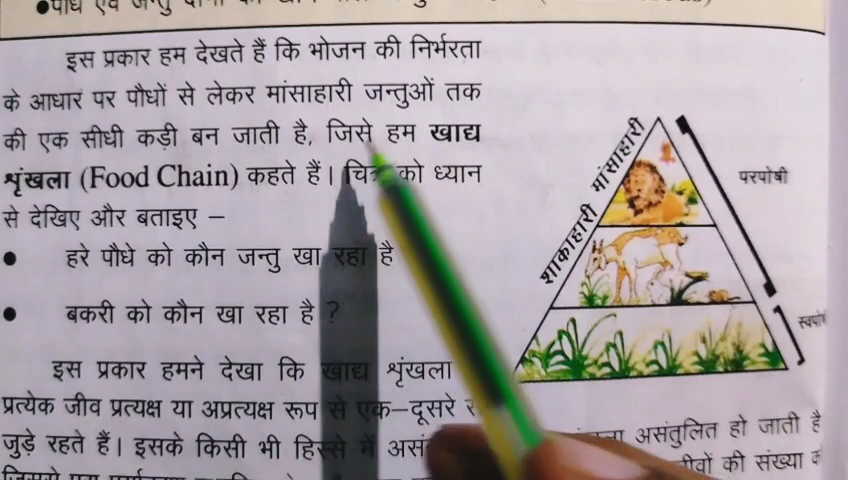 इस प्रकार हम देखते हैं कि भोजन की निर्भरता
के आधार पर पौधों से लेकर मांसाहारी जन्तुओं तक
की एक सीधी कड़ी बन जाती है, जिसे हम खाद्य
शृंखला (Food Chain) कहते हैं। चित्र को ध्यान
से देखिए और बताइए –
• हरे पौधे को कौन जन्तु खा रहा है
• बकरी को कौन खा रहा है ?
इस प्रकार हमने देखा कि खाद्य शृंखला
प्रत्येक जीव प्रत्यक्ष या अप्रत्यक्ष रूप से एक–दूसरे
जुड़े रहते हैं। इसके किसी भी हिस्से में
असंतुलित हो जाती है
की संख्या
मांसाहारी
शाकाहारी
परपोषी